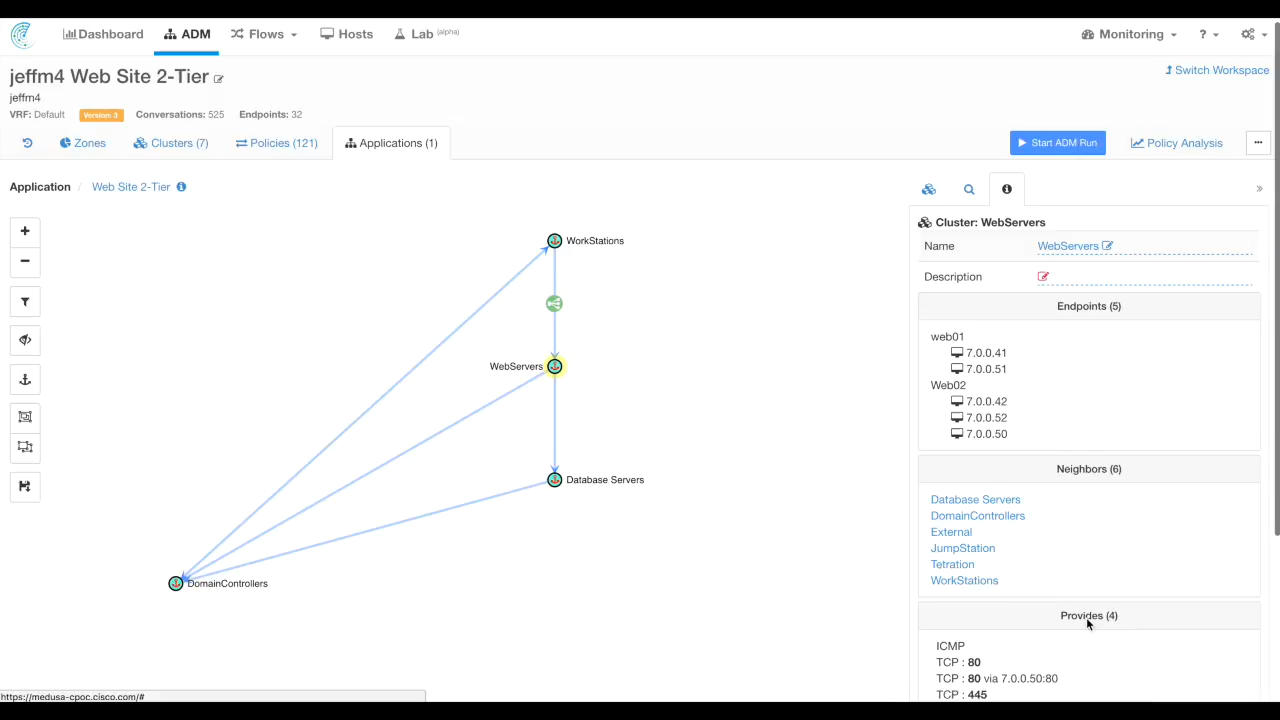 Dashboard ADM Flows Hosts Lab (alpha) Monitoring ?
jeffm4 Web Site 2-Tier
Switch Workspace
jeffm4
VRF: Default Version 3 Conversations: 525 Endpoints: 32
Zones Clusters (7) Policies (121) Applications (1) Start ADM Run Policy Analysis ...
Application / Web Site 2-Tier
WorkStations
WebServers
Database Servers
DomainControllers
Cluster: WebServers
Name WebServers
Description
Endpoints (5)
web01
7.0.0.41
7.0.0.51
Web02
7.0.0.42
7.0.0.52
7.0.0.50
Neighbors (6)
Database Servers
DomainControllers
External
JumpStation
Tetration
WorkStations
Provides (4)
ICMP
TCP : 80
TCP : 80 via 7.0.0.50:80
TCP : 445
https://medusa-cpoc.cisco.com/#